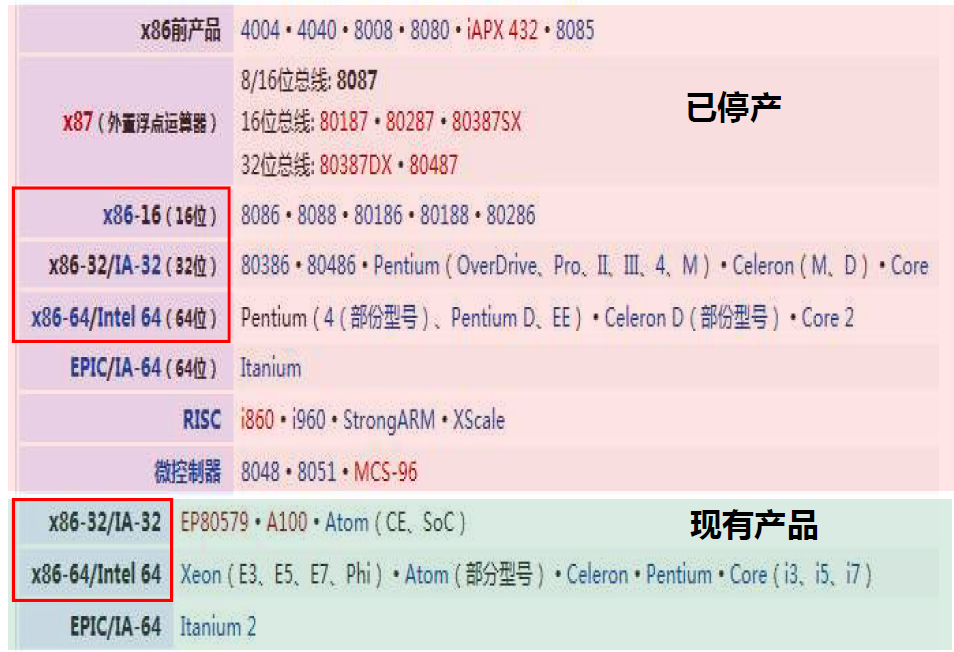 x86前产品 4004 • 4040 • 8008 • 8080 • iAPX 432 • 8085
8/16位总线: 8087
已停产
x87 ( 外置浮点运算器 ) 16位总线: 80187 • 80287 • 80387SX
32位总线: 80387DX • 80487
x86-16 ( 16位 ) 8086 • 8088 • 80186 • 80188 • 80286
x86-32/IA-32 ( 32位 ) 80386 • 80486 • Pentium ( OverDrive、Pro、II、III、4、M ) • Celeron ( M、D ) • Core
x86-64/Intel 64 ( 64位 ) Pentium ( 4 ( 部份型号 ) 、Pentium D、EE ) • Celeron D ( 部份型号 ) • Core 2
EPIC/IA-64 ( 64位 ) Itanium
RISC i860 • i960 • StrongARM • XScale
微控制器 8048 • 8051 • MCS-96
x86-32/IA-32 EP80579 • A100 • Atom ( CE、SoC )
现有产品
x86-64/Intel 64 Xeon ( E3、E5、E7、Phi ) • Atom ( 部分型号 ) • Celeron • Pentium • Core ( i3、i5、i7 )
EPIC/IA-64 Itanium 2